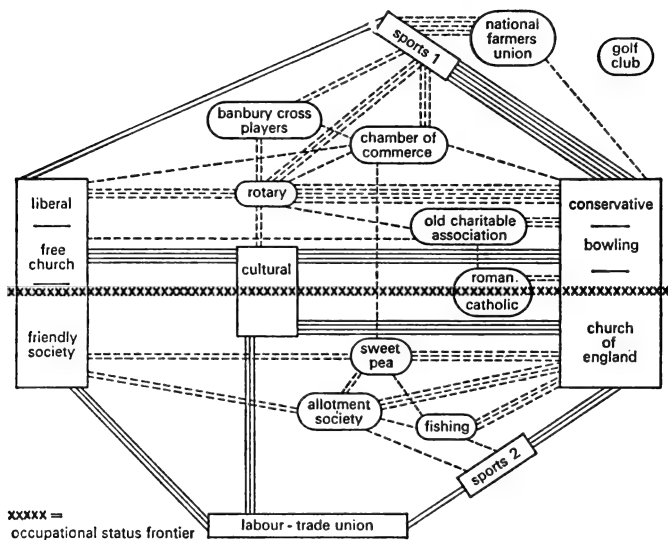 national
farmers
union
sports 1
golf
club
banbury cross
players
chamber of
commerce
liberal
free
church
friendly
society
rotary
old charitable
association
conservative
bowling
church
of
england
cultural
roman
catholic
sweet
pea
allotment
society
fishing
sports 2
labour - trade union
xxxxx =
occupational status frontier